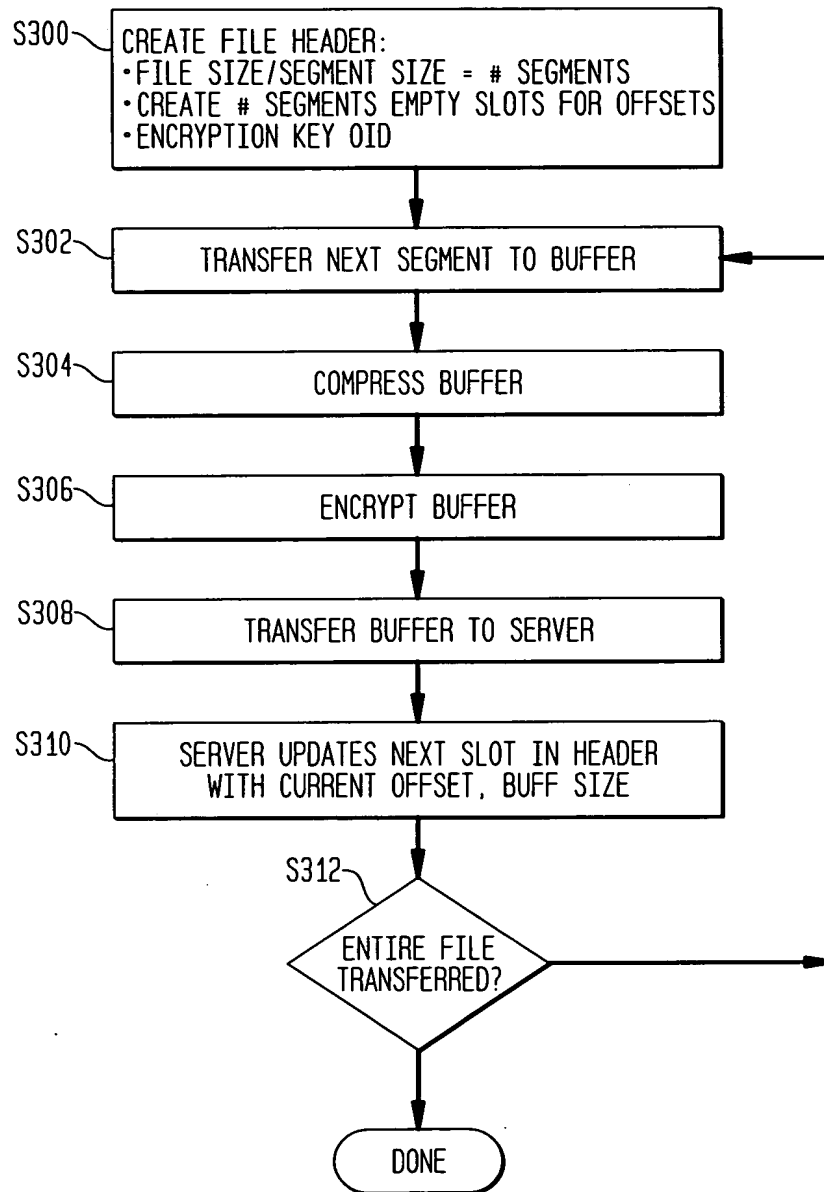 S300
CREATE FILE HEADER:
•FILE SIZE/SEGMENT SIZE = # SEGMENTS
•CREATE # SEGMENTS EMPTY SLOTS FOR OFFSETS
•ENCRYPTION KEY OID
S302
TRANSFER NEXT SEGMENT TO BUFFER
S304
COMPRESS BUFFER
S306
ENCRYPT BUFFER
S308
TRANSFER BUFFER TO SERVER
S310
SERVER UPDATES NEXT SLOT IN HEADER
WITH CURRENT OFFSET, BUFF SIZE
S312
ENTIRE FILE
TRANSFERRED?
DONE